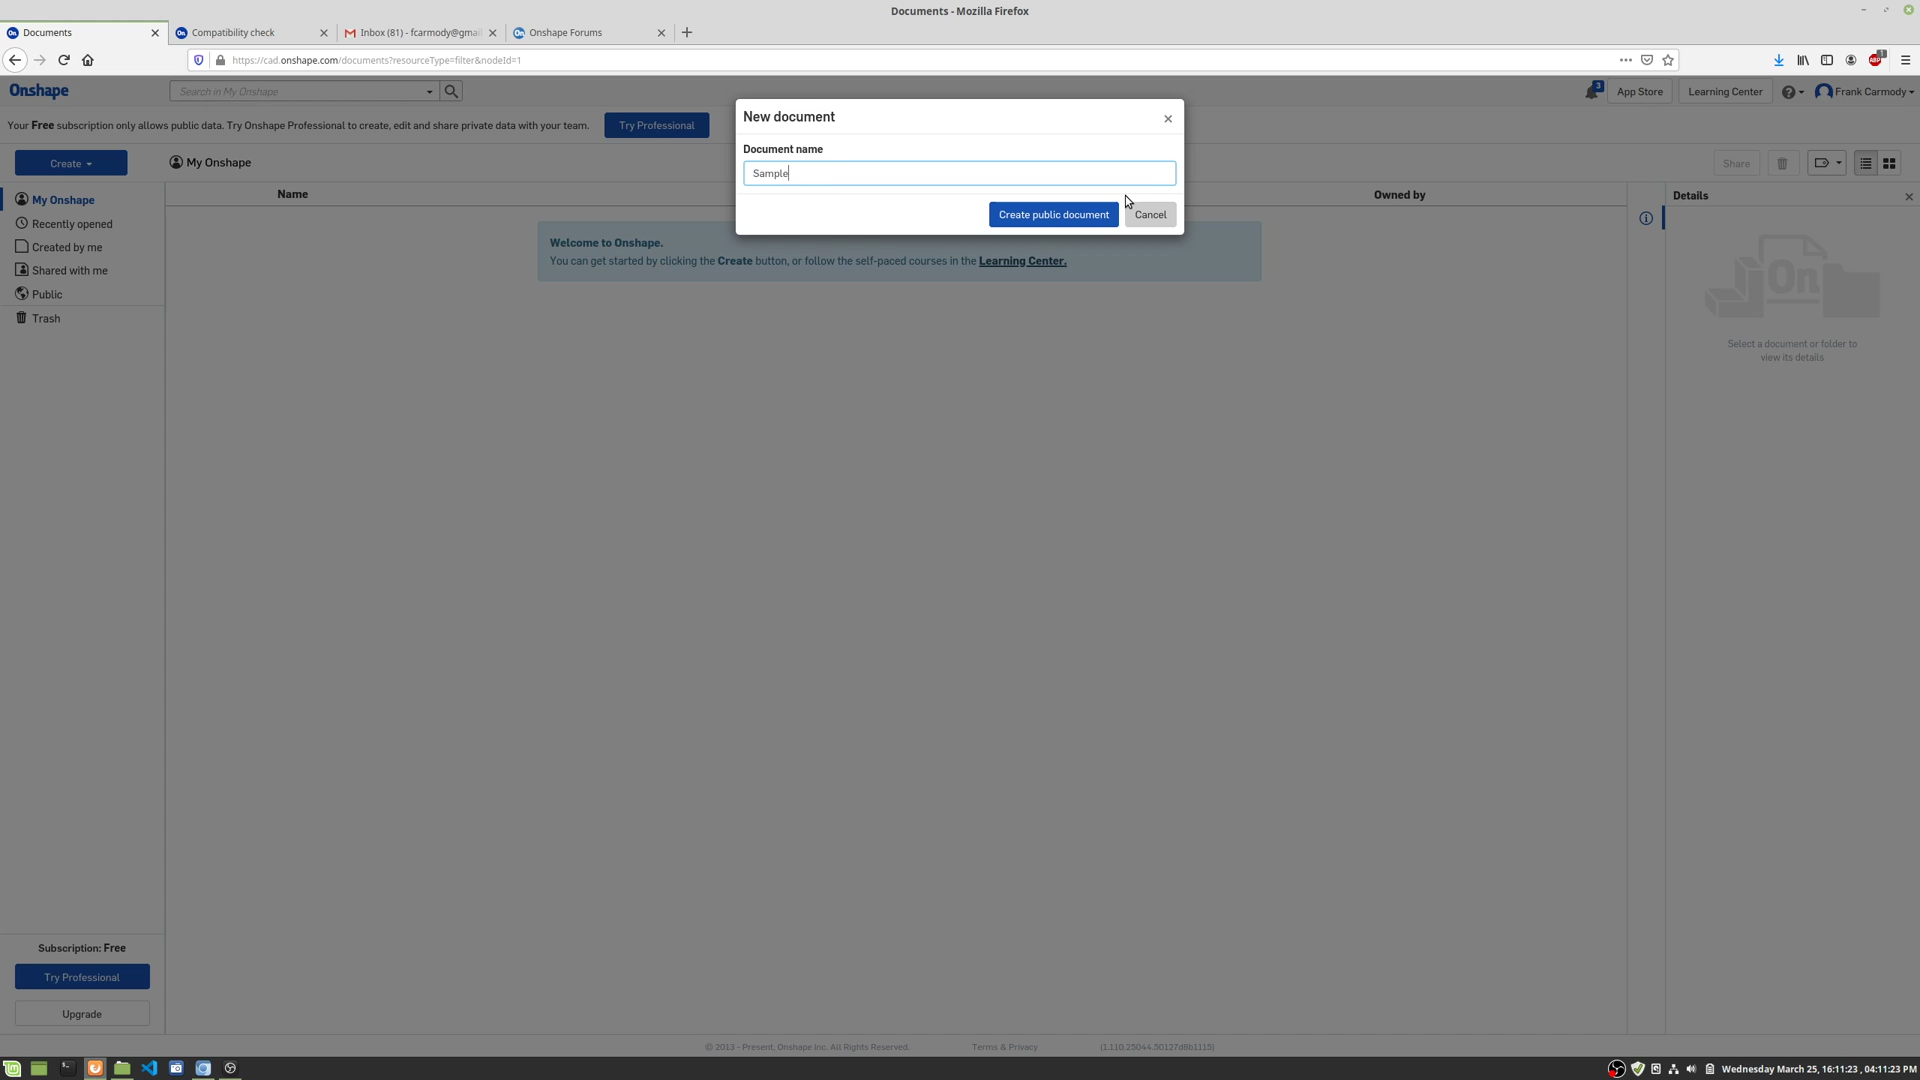 Documents - Mozilla Firefox
Documents
Compatibility check
Inbox (81) - fcarmody@gmai
Onshape Forums
https://cad.onshape.com/documents?resourceType=filter&nodeId=1
Onshape
Search in My Onshape
3
App Store
Learning Center
Frank Carmody
Your Free subscription only allows public data. Try Onshape Professional to create, edit and share private data with your team.
Try Professional
New document
Document name
Sample
Create public document
Cancel
Create
My Onshape
Share
My Onshape
Recently opened
Created by me
Shared with me
Public
Trash
Name
Owned by
Details
Welcome to Onshape.
You can get started by clicking the Create button, or follow the self-paced courses in the Learning Center.
On
Select a document or folder to
view its details
Subscription: Free
Try Professional
Upgrade
© 2013 - Present, Onshape Inc. All Rights Reserved.
Terms & Privacy
(1.110.25044.50127d8b1115)
Wednesday March 25, 16:11:23 , 04:11:23 PM